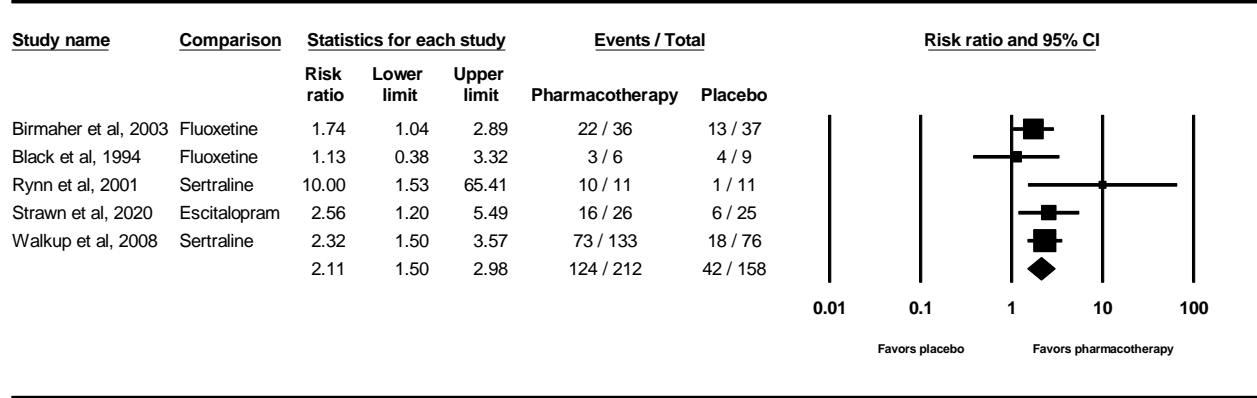 Study name Comparison Statistics for each study Events / Total Risk ratio and 95% CI
Risk ratio Lower limit Upper limit Pharmacotherapy Placebo
Birmaher et al, 2003 Fluoxetine 1.74 1.04 2.89 22 / 36 13 / 37
Black et al, 1994 Fluoxetine 1.13 0.38 3.32 3 / 6 4 / 9
Rynn et al, 2001 Sertraline 10.00 1.53 65.41 10 / 11 1 / 11
Strawn et al, 2020 Escitalopram 2.56 1.20 5.49 16 / 26 6 / 25
Walkup et al, 2008 Sertraline 2.32 1.50 3.57 73 / 133 18 / 76
2.11 1.50 2.98 124 / 212 42 / 158
0.01 0.1 1 10 100
Favors placebo Favors pharmacotherapy